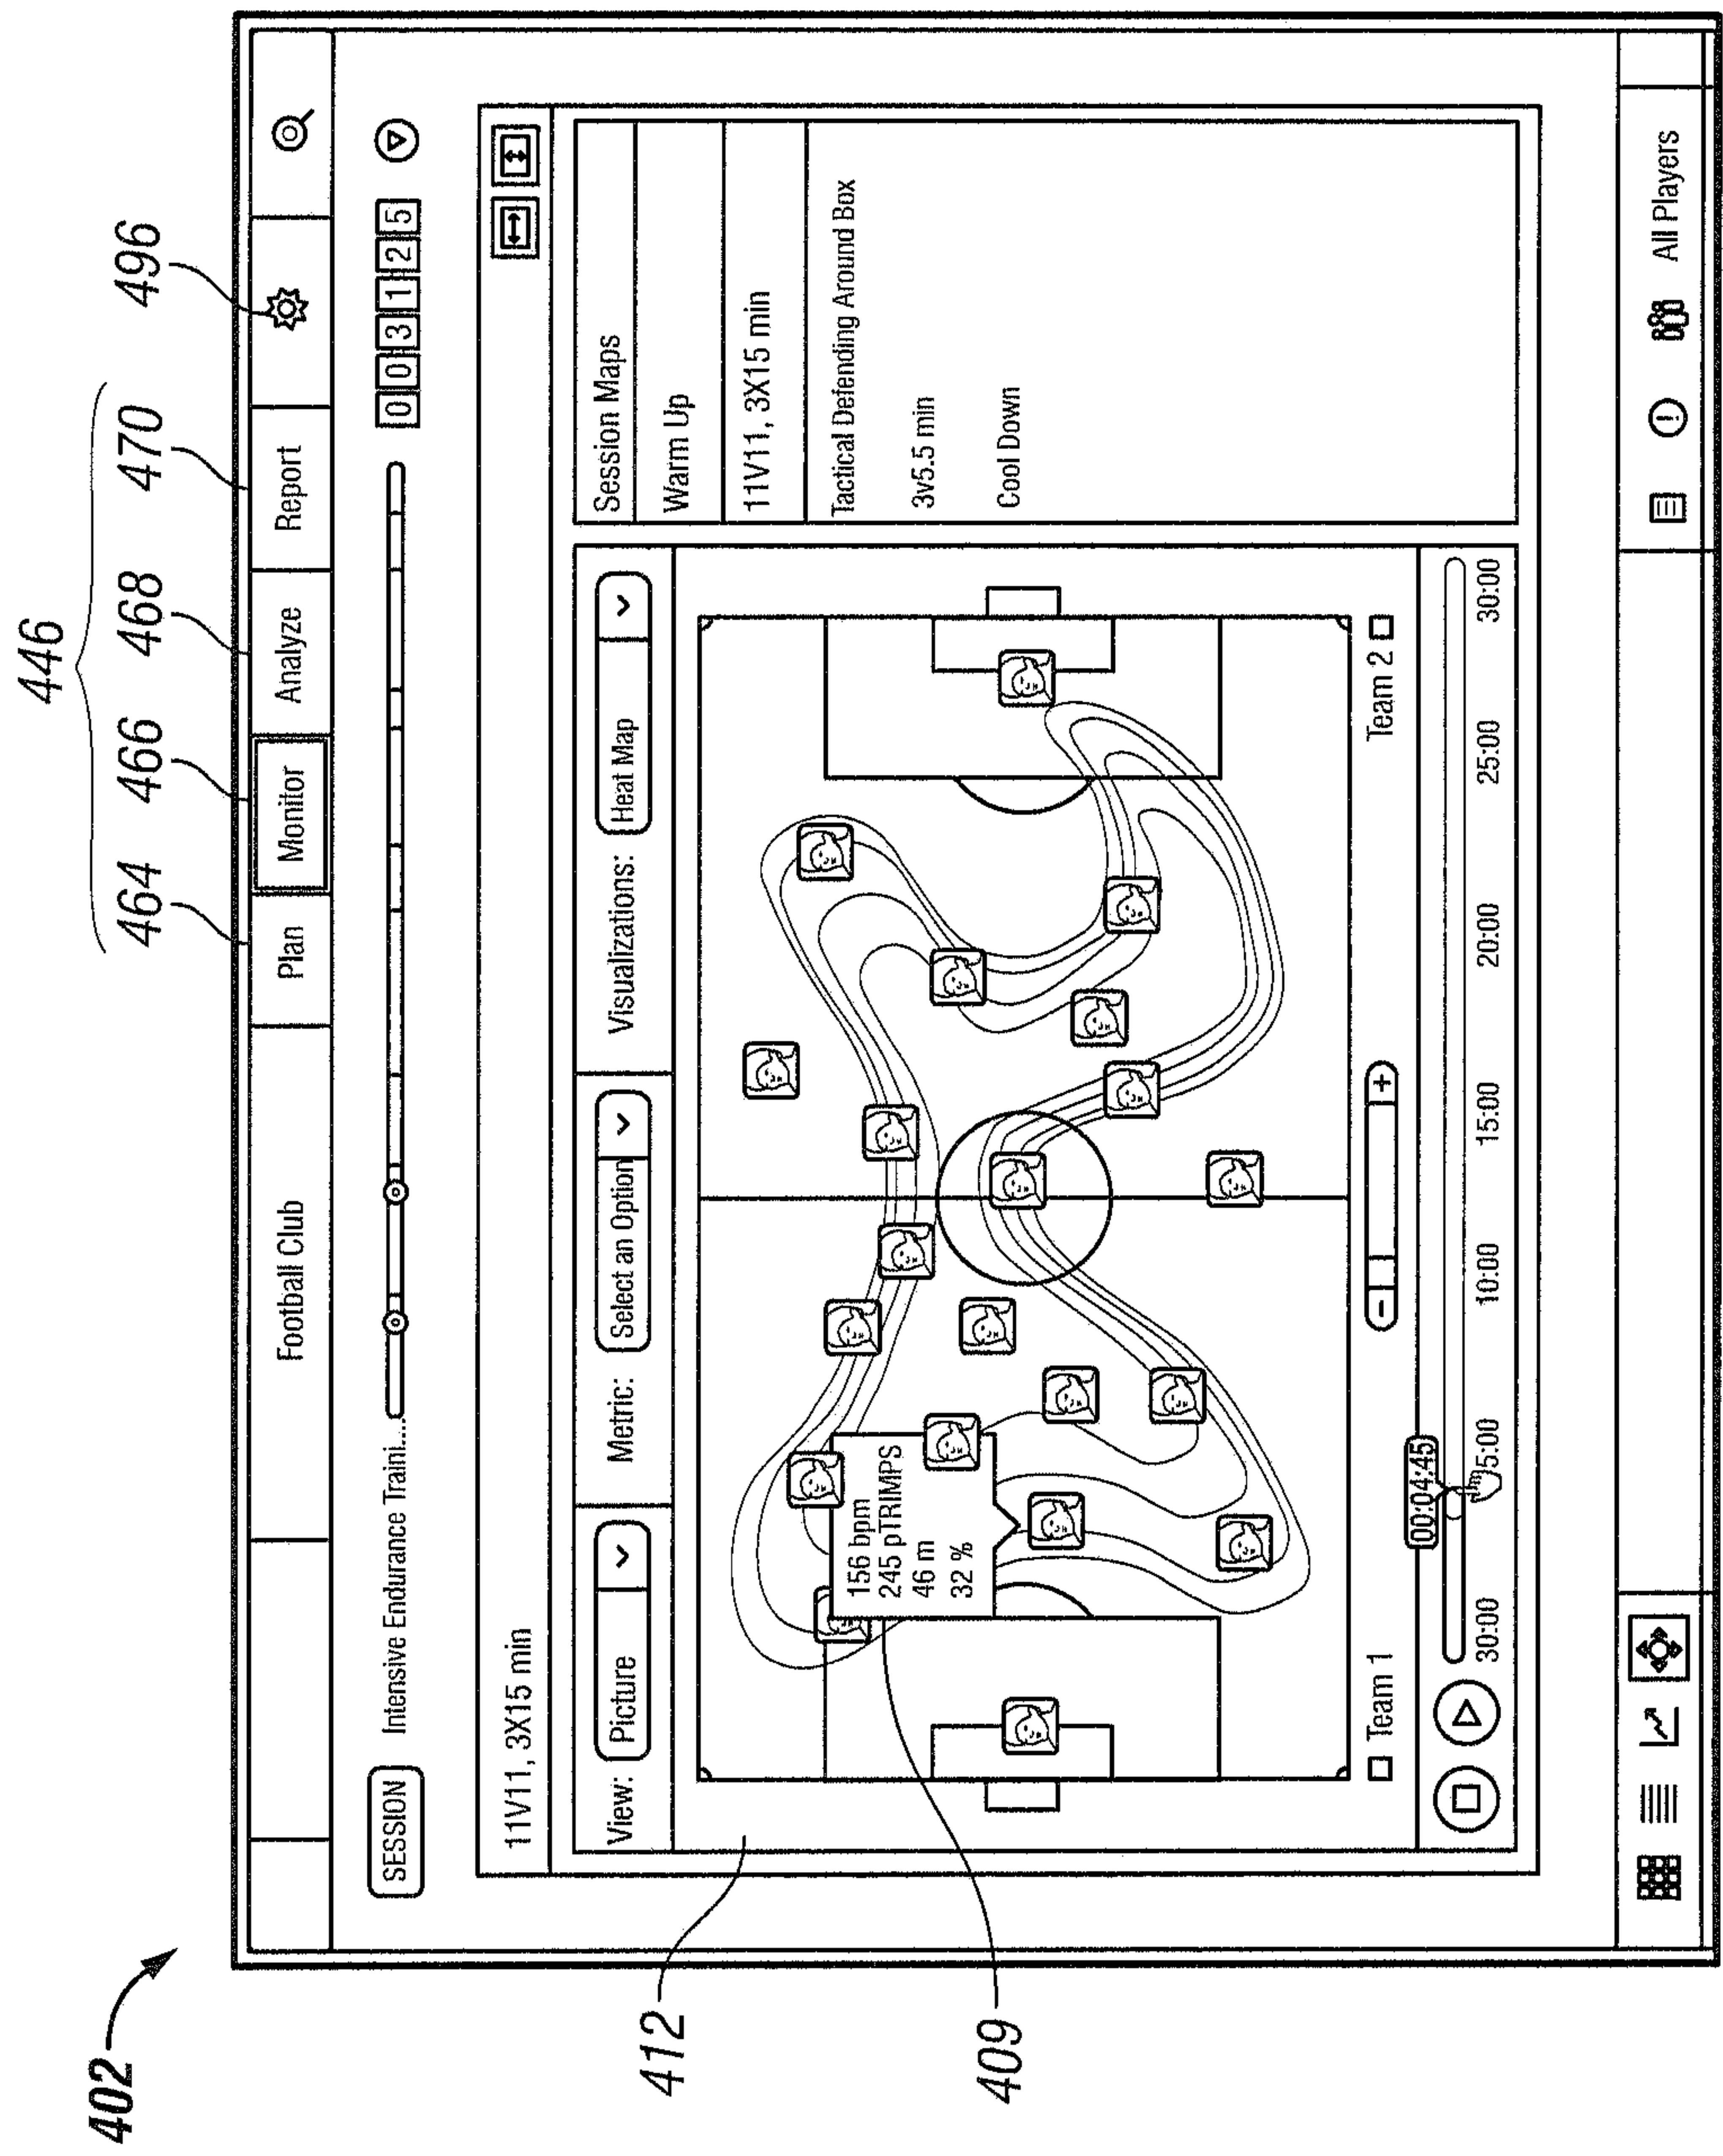 402
446
464 466 468 470 496
Football Club Plan Monitor Analyze Report
SESSION Intensive Endurance Traini... 0 0 3 1 1 2 5
11V11, 3X15 min
View: Picture Metric: Select an Option Visualizations: Heat Map
Session Maps
Warm Up
11V11, 3X15 min
Tactical Defending Around Box
3v5.5 min
Cool Down
412
156 bpm
245 pTRIMPS
46 m
32 %
409
Team 1 − + Team 2
00:04:45
30:00 5:00 10:00 15:00 20:00 25:00 30:00
All Players